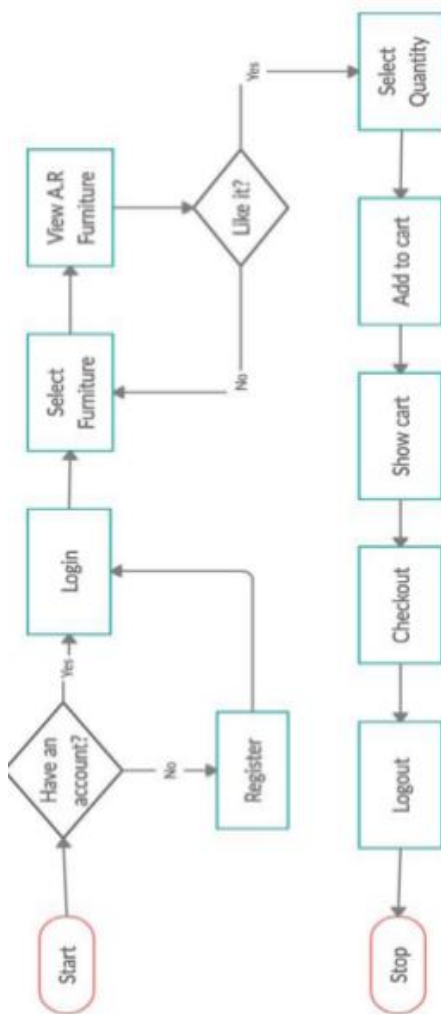 Start
Have an
account?
Yes
No
Register
Login
Select
Furniture
View A.R
Furniture
Like it?
No
Yes
Select
Quantity
Add to cart
Show cart
Checkout
Logout
Stop